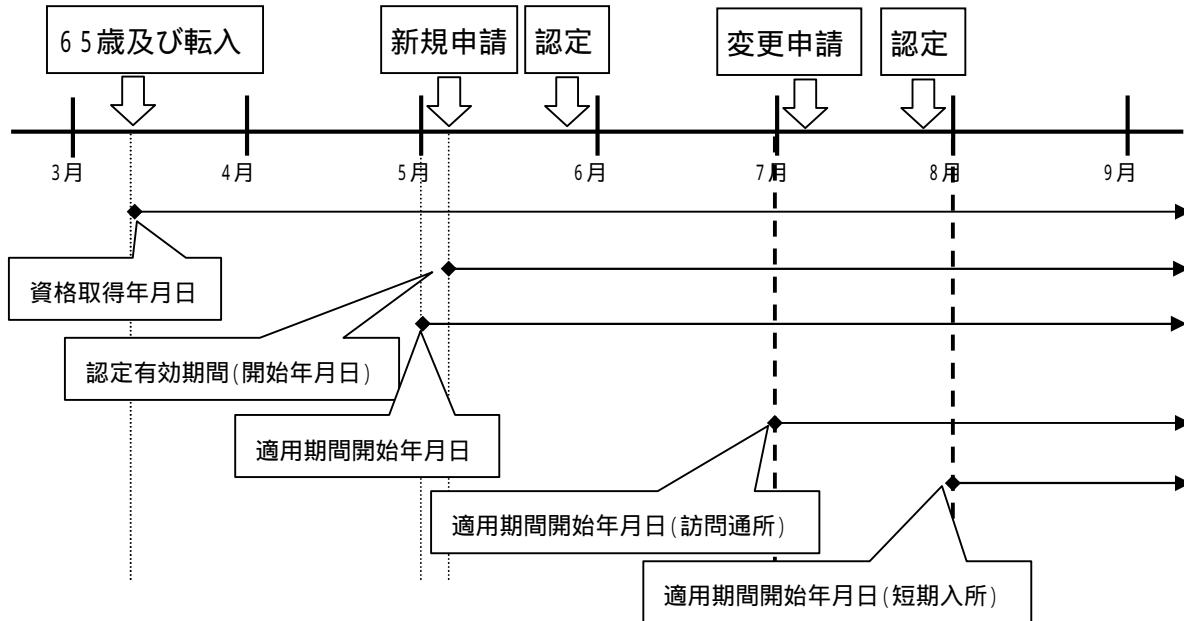 65歳及び転入
新規申請
認定
変更申請
認定
3月
4月
5月
6月
7月
8月
9月
資格取得年月日
認定有効期間(開始年月日)
適用期間開始年月日
適用期間開始年月日(訪問通所)
適用期間開始年月日(短期入所)